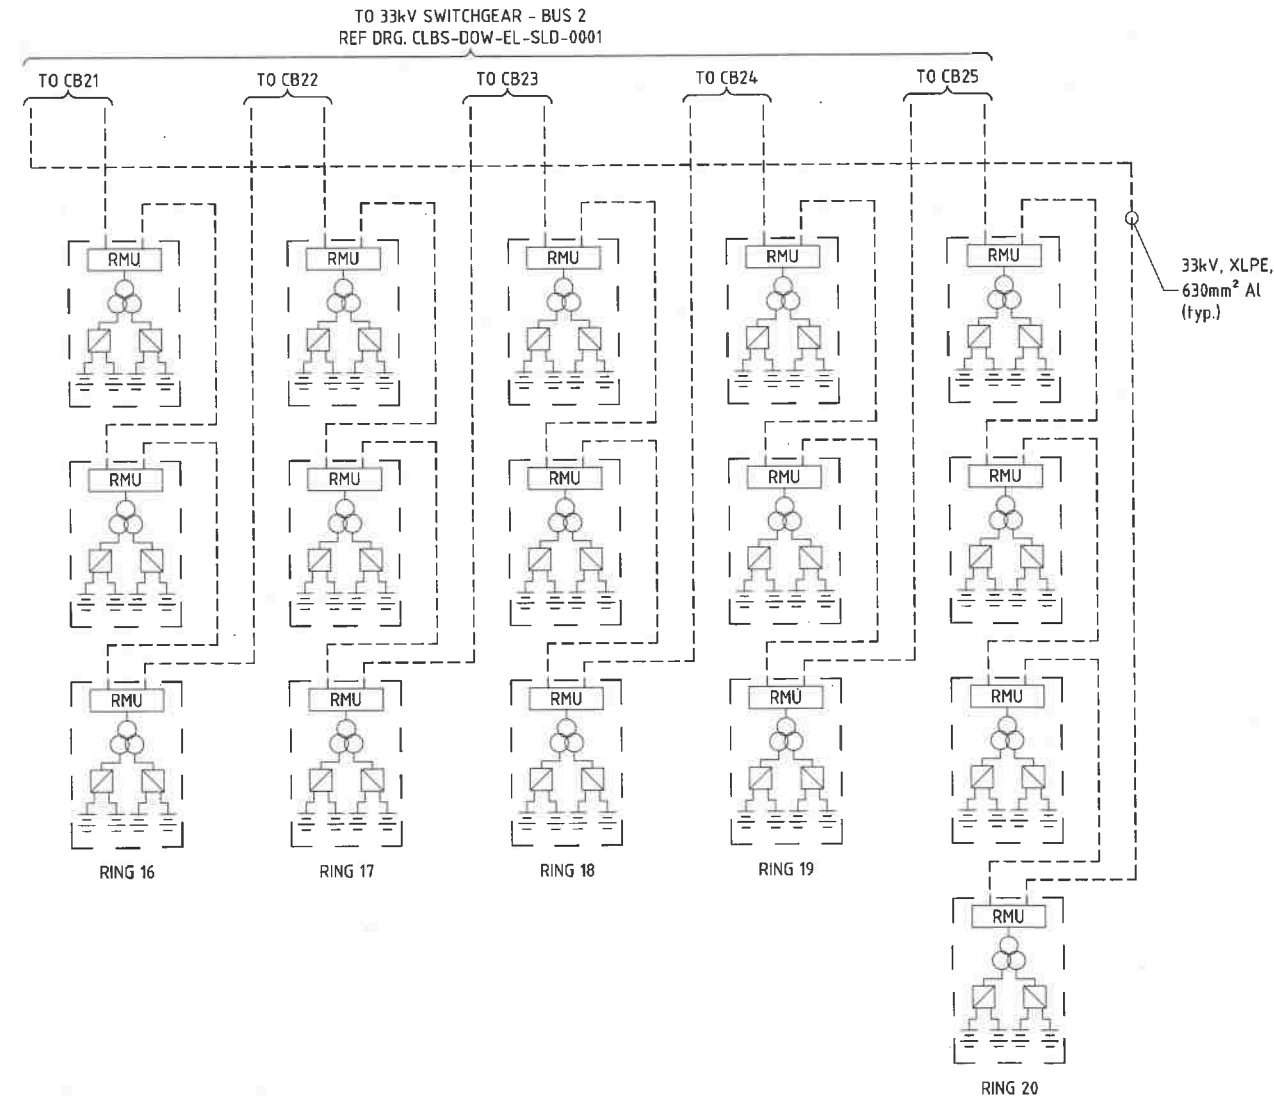 TO 33kV SWITCHGEAR - BUS 2
REF DRG. CLBS-DOW-EL-SLD-0001
TO CB21
TO CB22
TO CB23
TO CB24
TO CB25
RMU
RMU
RMU
RMU
RMU
33kV, XLPE,
630mm² Al
(typ.)
RMU
RMU
RMU
RMU
RMU
RMU
RMU
RMU
RMU
RMU
RING 16
RING 17
RING 18
RING 19
RMU
RING 20